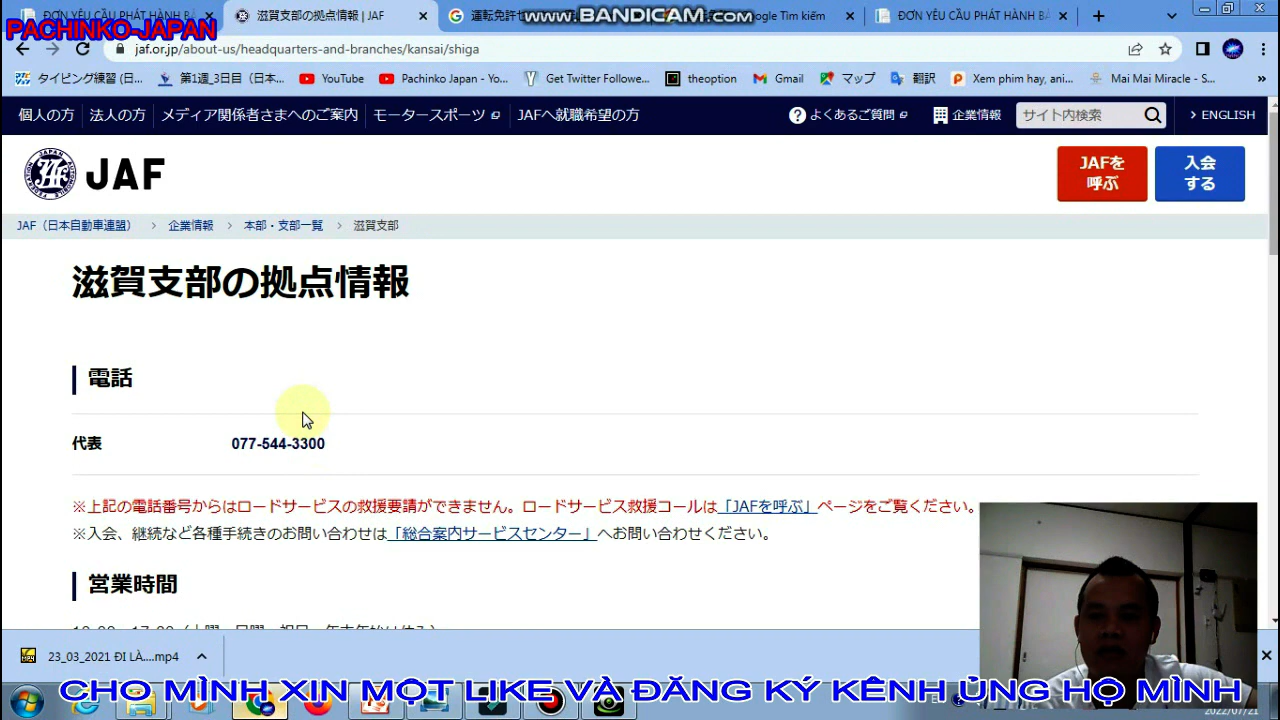 ĐƠN YÊU CẦU PHÁT HÀNH BẢ
滋賀支部の拠点情報 | JAF
運転免許セ
www.BANDICAM.com
ogle Tìm kiếm
ĐƠN YÊU CẦU PHÁT HÀNH BẢ
PACHINKO-JAPAN
jaf.or.jp/about-us/headquarters-and-branches/kansai/shiga
タイピング練習 (日...
第1週_3日目（日本...
YouTube
Pachinko Japan - Yo...
Get Twitter Followe...
theoption
Gmail
マップ
翻訳
Xem phim hay, ani...
Mai Mai Miracle - S...
個人の方
法人の方
メディア関係者さまへのご案内
モータースポーツ
JAFへ就職希望の方
よくあるご質問
企業情報
サイト内検索
ENGLISH
JAF
JAFを
呼ぶ
入会
する
JAF（日本自動車連盟） > 企業情報 > 本部・支部一覧 > 滋賀支部
滋賀支部の拠点情報
電話
代表 077-544-3300
※上記の電話番号からはロードサービスの救援要請ができません。ロードサービス救援コールは「JAFを呼ぶ」ページをご覧ください。
※入会、継続など各種手続きのお問い合わせは「総合案内サービスセンター」へお問い合わせください。
営業時間
23_03_2021 ĐI LÀ....mp4
CHO MÌNH XIN MỘT LIKE VÀ ĐĂNG KÝ KÊNH ỦNG HỘ MÌNH
2022/07/21